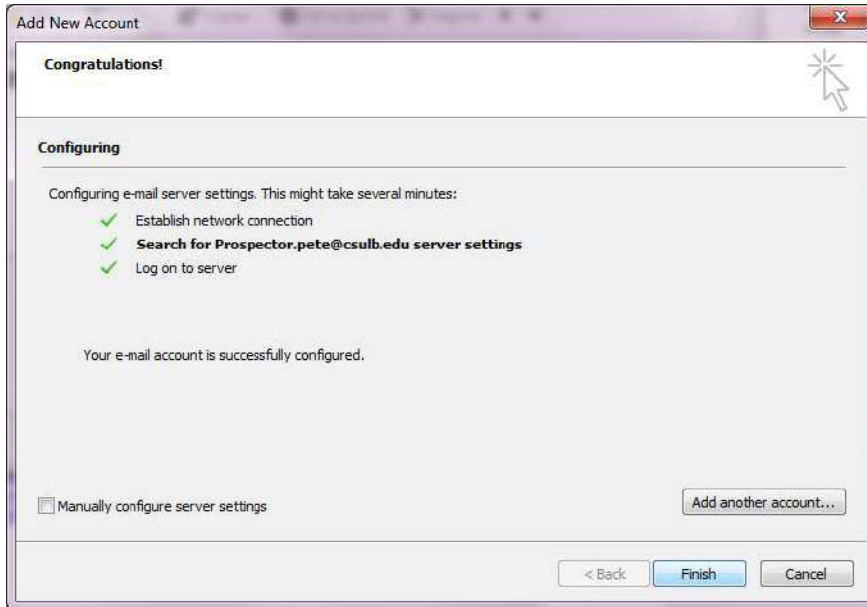 Add New Account
Congratulations!
Configuring
Configuring e-mail server settings. This might take several minutes:
Establish network connection
Search for Prospector.pete@csulb.edu server settings
Log on to server
Your e-mail account is successfully configured.
Manually configure server settings
Add another account...
< Back
Finish
Cancel